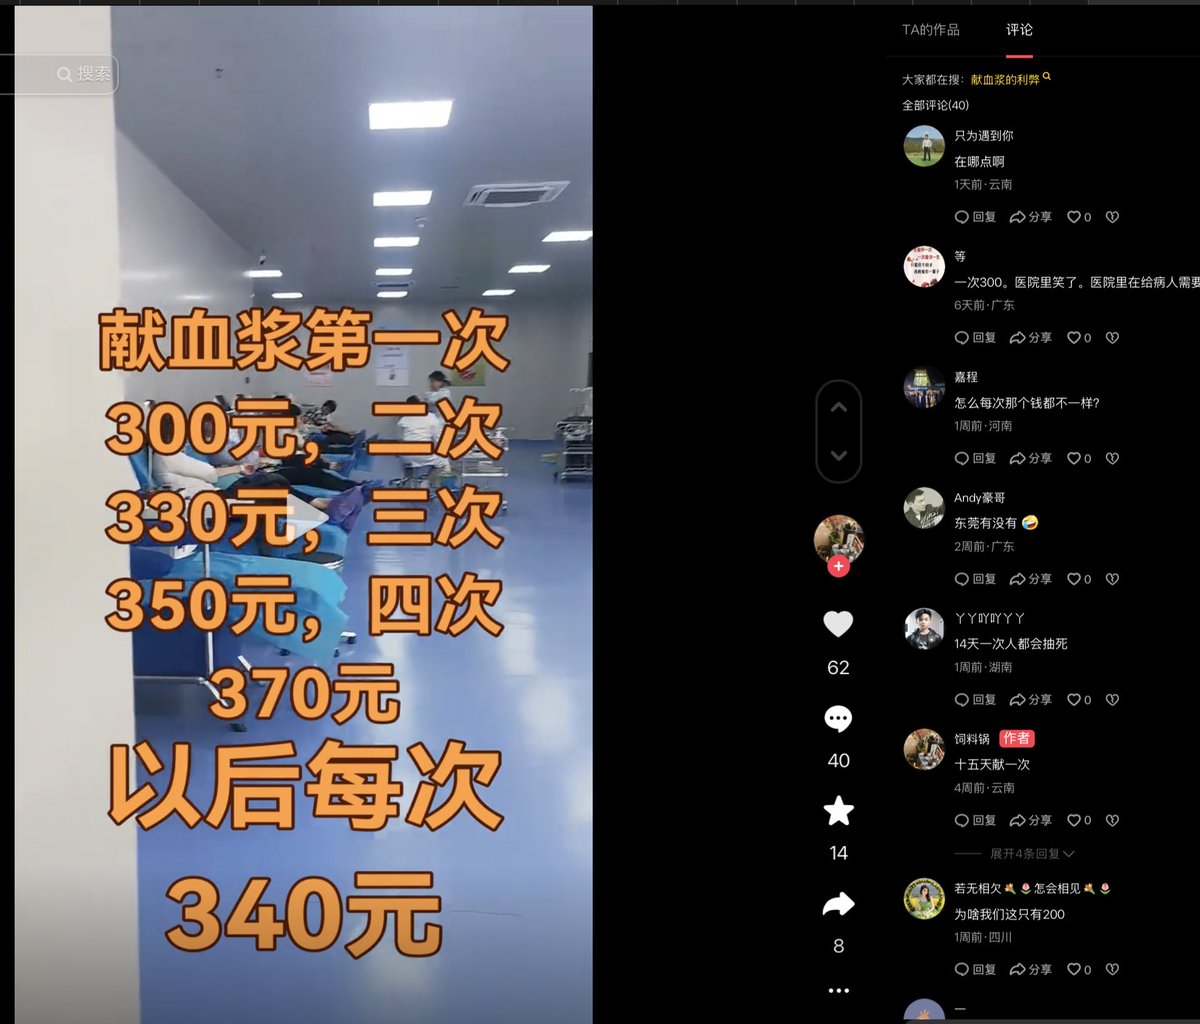 搜索
献血浆第一次
300元，二次
330元，三次
350元，四次
370元
以后每次
340元
62
40
14
8
TA的作品
评论
大家都在搜：献血浆的利弊
全部评论(40)
只为遇到你
在哪点啊
1天前·云南
回复 分享 0
等
一次300。医院里笑了。医院里在给病人需要
6天前·广东
回复 分享 0
嘉程
怎么每次那个钱都不一样?
1周前·河南
回复 分享 0
Andy豪哥
东莞有没有🤣
2周前·广东
回复 分享 0
丫丫吖吖丫丫
14天一次人都会抽死
1周前·湖南
回复 分享 0
饲料锅 作者
十五天献一次
4周前·云南
回复 分享 0
展开4条回复
若无相欠💐🌷怎会相见💐🌷
为啥我们这只有200
1周前·四川
回复 分享 0
一